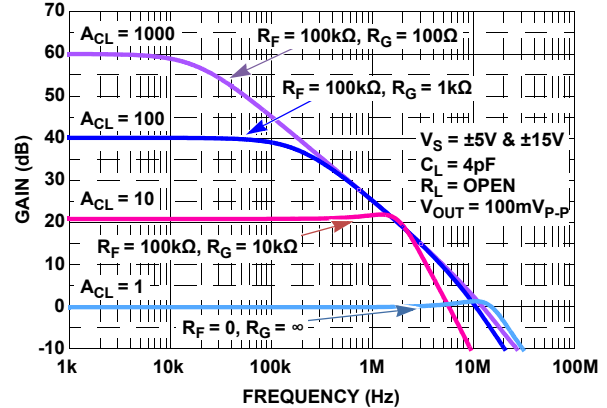 70
60
50
40
30
20
10
0
-10
GAIN (dB)
A_CL = 1000
R_F = 100kΩ, R_G = 100Ω
R_F = 100kΩ, R_G = 1kΩ
A_CL = 100
V_S = ±5V & ±15V
C_L = 4pF
R_L = OPEN
V_OUT = 100mV_P-P
A_CL = 10
R_F = 100kΩ, R_G = 10kΩ
A_CL = 1
R_F = 0, R_G = ∞
1k 10k 100k 1M 10M 100M
FREQUENCY (Hz)